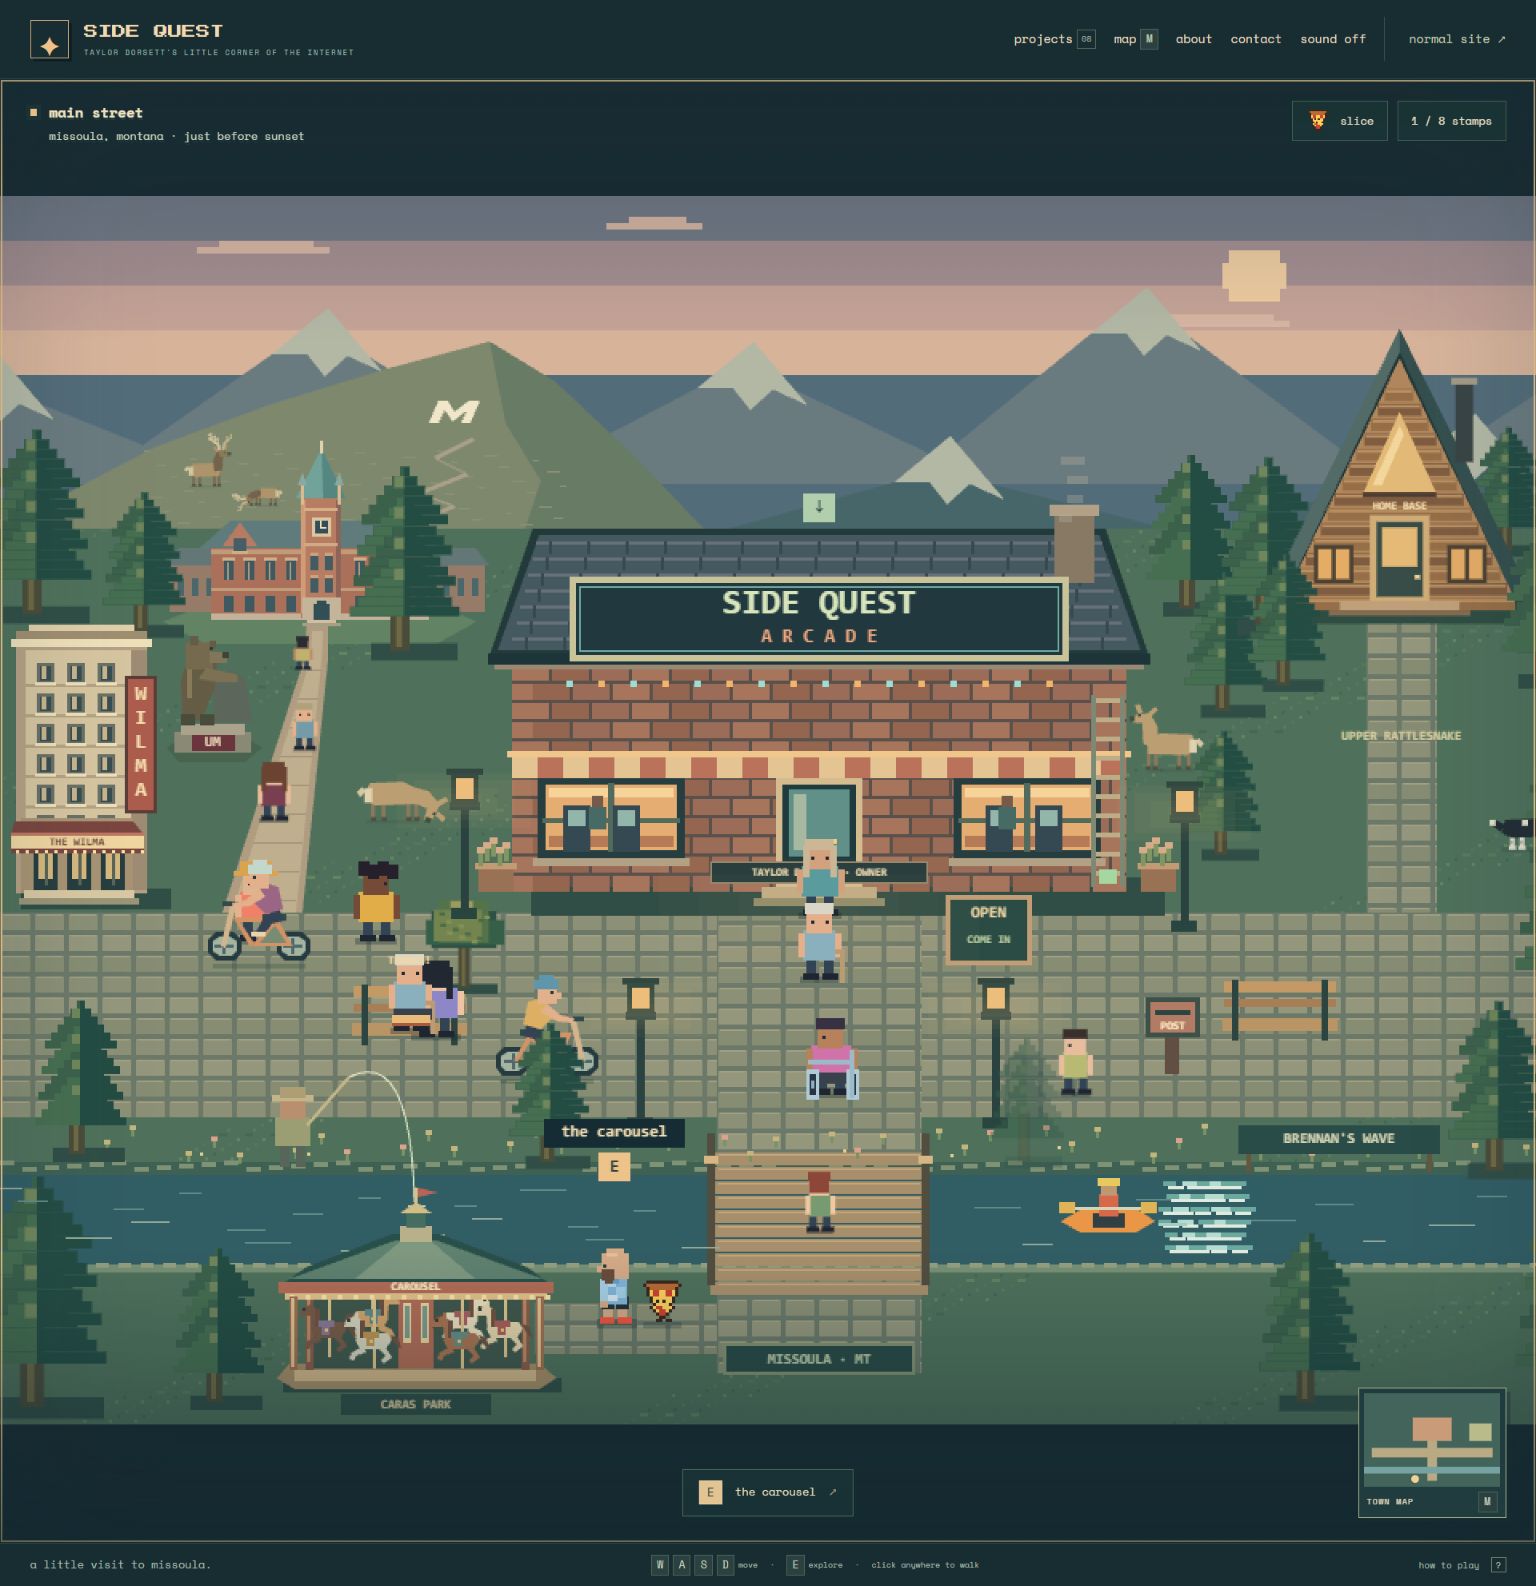 SIDE QUEST
TAYLOR DORSETT'S LITTLE CORNER OF THE INTERNET
projects 08
map M
about
contact
sound off
normal site ↗
main street
missoula, montana · just before sunset
slice
1 / 8 stamps
M
↓
HOME BASE
SIDE QUEST
ARCADE
WILMA
UM
UPPER RATTLESNAKE
THE WILMA
TAYLOR · OWNER
OPEN
COME IN
POST
the carousel
E
BRENNAN'S WAVE
CAROUSEL
MISSOULA · MT
CARAS PARK
E the carousel ↗
TOWN MAP M
a little visit to missoula.
W A S D move · E explore · click anywhere to walk
how to play ?